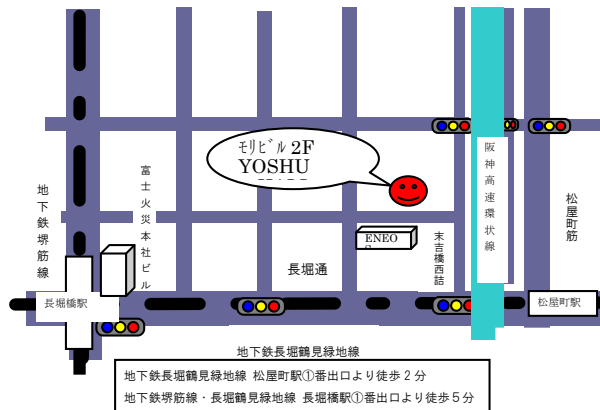 ﾓﾘﾋﾞﾙ 2F
YOSHU
阪神高速環状線
富士火災本社ビル
地下鉄堺筋線
松屋町筋
ENEO
末吉橋西詰
長堀通
長堀橋駅
松屋町駅
地下鉄長堀鶴見緑地線
地下鉄長堀鶴見緑地線 松屋町駅①番出口より徒歩２分
地下鉄堺筋線・長堀鶴見緑地線 長堀橋駅①番出口より徒歩５分